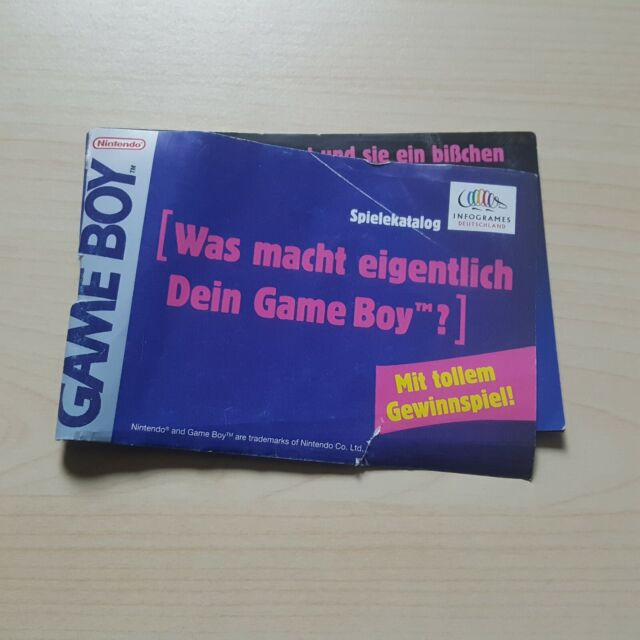 Nintendo
GAME BOY™
und sie ein bißchen
Spielekatalog
INFOGRAMES
DEUTSCHLAND
[Was macht eigentlich
Dein Game Boy™?]
Mit tollem
Gewinnspiel!
Nintendo® and Game Boy™ are trademarks of Nintendo Co. Ltd.